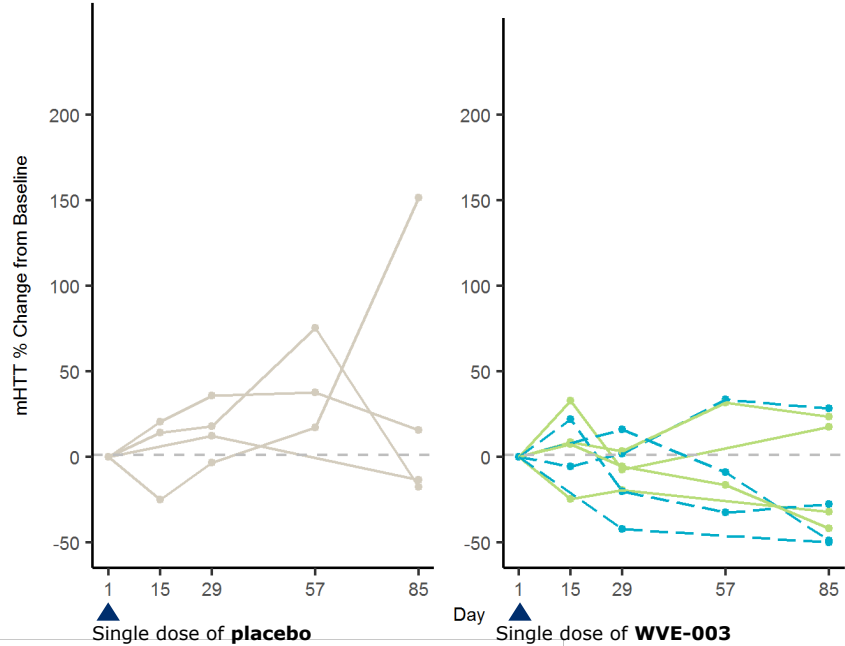 mHTT % Change from Baseline
200
150
100
50
0
-50
1 15 29 57 85
Single dose of placebo
200
150
100
50
0
-50
1 15 29 57 85
Day
Single dose of WVE-003